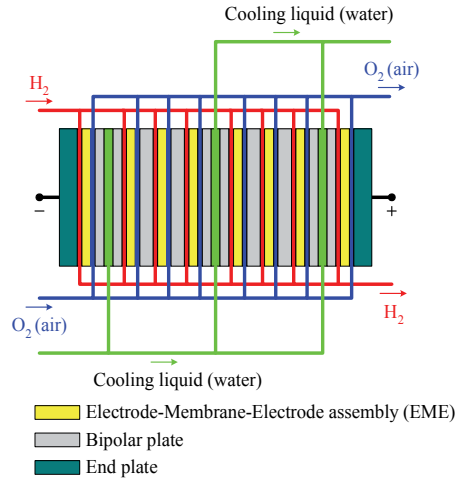 Cooling liquid (water)
O₂ (air)
H₂
−
+
O₂ (air)
H₂
Cooling liquid (water)
Electrode-Membrane-Electrode assembly (EME)
Bipolar plate
End plate